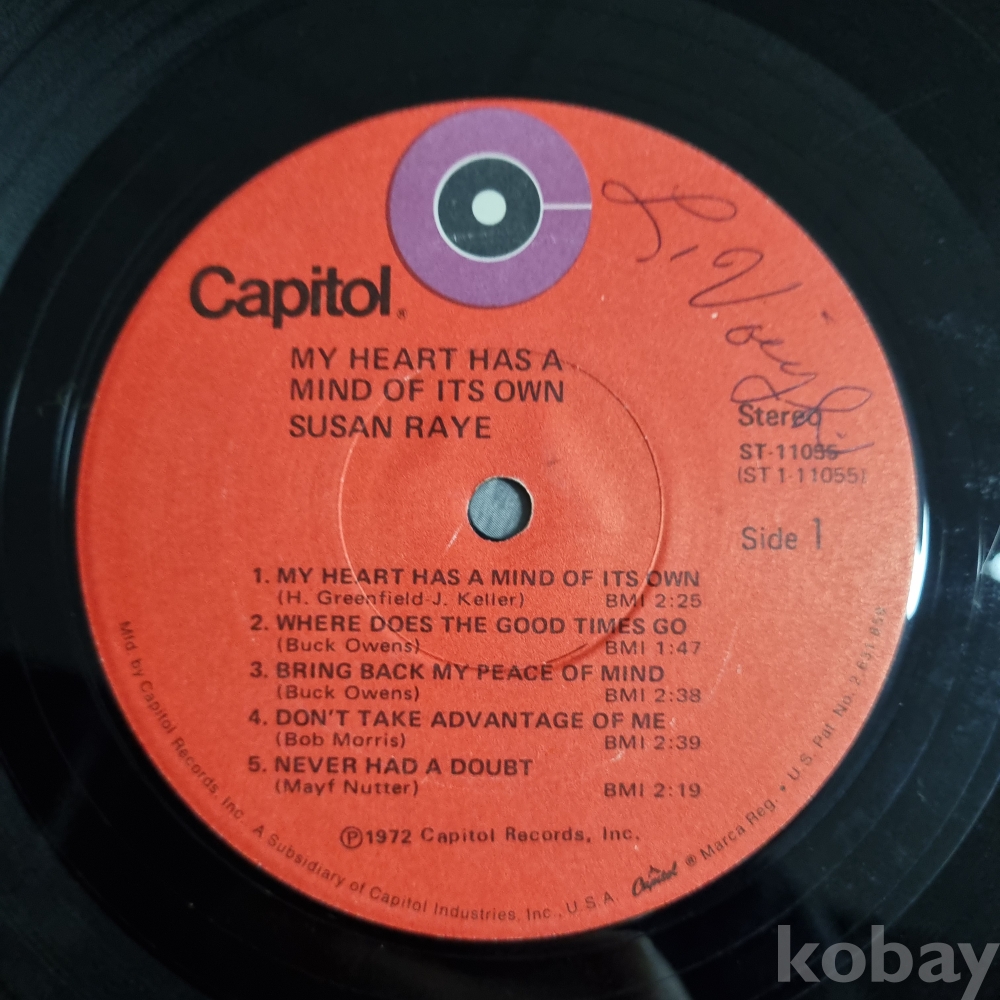 Capitol®
MY HEART HAS A
MIND OF ITS OWN
SUSAN RAYE
Stereo
ST-11055
(ST 1-11055)
Side 1
1. MY HEART HAS A MIND OF ITS OWN
(H. Greenfield-J. Keller) BMI 2:25
2. WHERE DOES THE GOOD TIMES GO
(Buck Owens) BMI 1:47
3. BRING BACK MY PEACE OF MIND
(Buck Owens) BMI 2:38
4. DON'T TAKE ADVANTAGE OF ME
(Bob Morris) BMI 2:39
5. NEVER HAD A DOUBT
(Mayf Nutter) BMI 2:19
℗1972 Capitol Records, Inc.
Mfd by Capitol Records, Inc. A Subsidiary of Capitol Industries, Inc., U.S.A. Capitol ® Marca Reg. • U.S. Pat No. 2,631,859
kobay